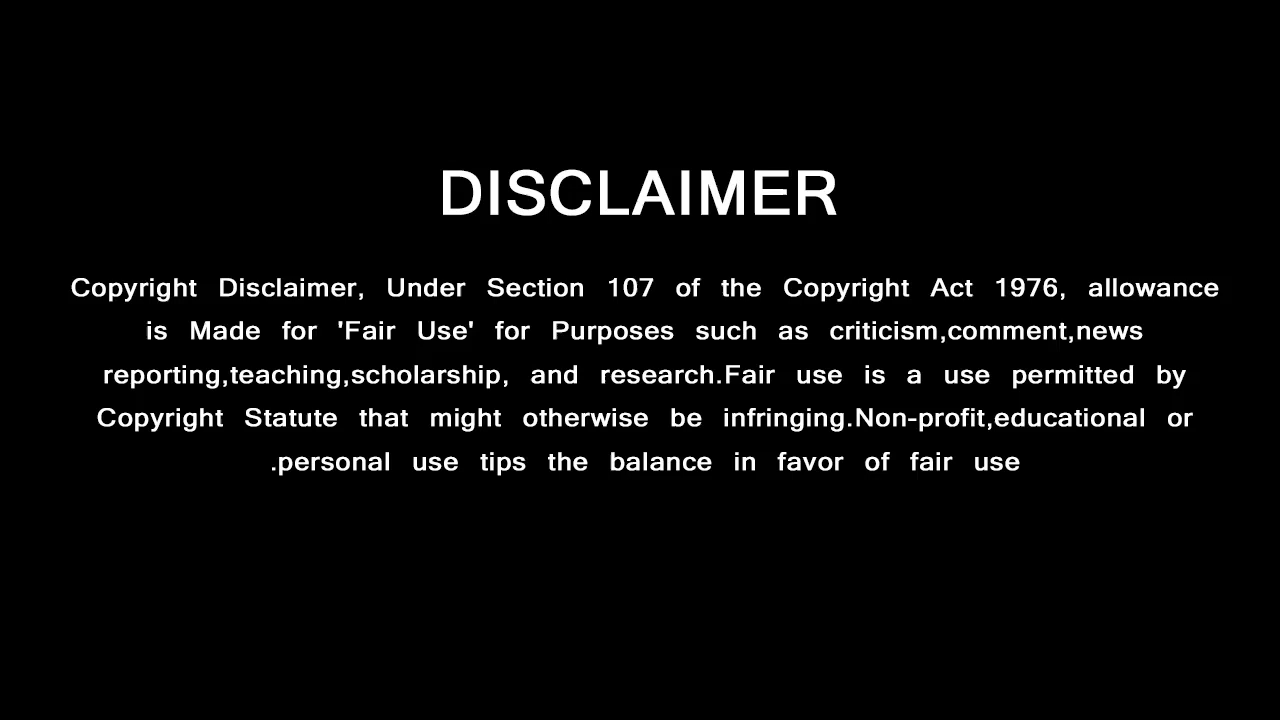 DISCLAIMER
Copyright Disclaimer, Under Section 107 of the Copyright Act 1976, allowance
is Made for 'Fair Use' for Purposes such as criticism,comment,news
reporting,teaching,scholarship, and research.Fair use is a use permitted by
Copyright Statute that might otherwise be infringing.Non-profit,educational or
.personal use tips the balance in favor of fair use